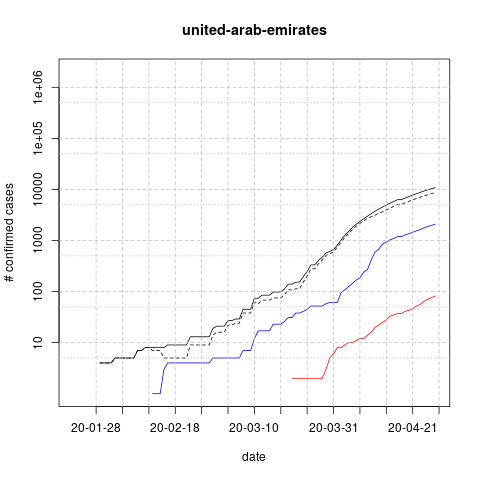 united-arab-emirates
# confirmed cases
1e+06
1e+05
10000
1000
100
10
20-01-28 20-02-18 20-03-10 20-03-31 20-04-21
date